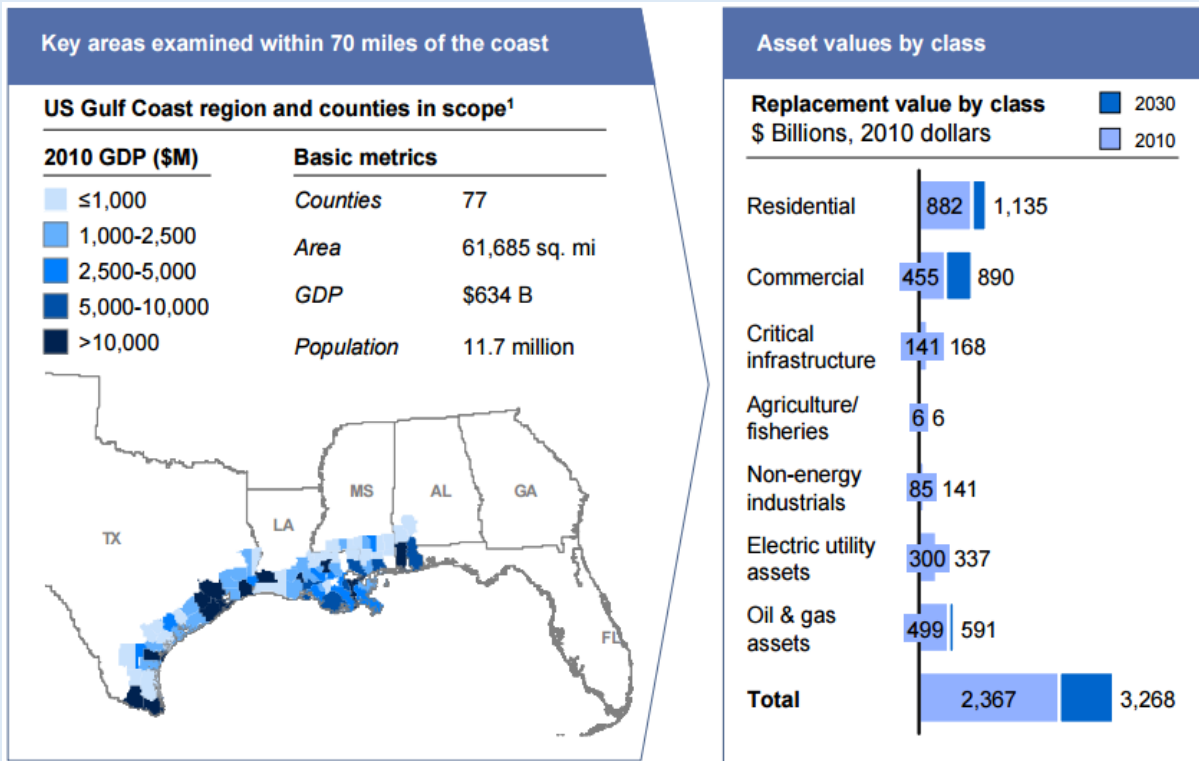 Key areas examined within 70 miles of the coast
US Gulf Coast region and counties in scope¹
2010 GDP ($M)
≤1,000
1,000-2,500
2,500-5,000
5,000-10,000
>10,000
Basic metrics
Counties 77
Area 61,685 sq. mi
GDP $634 B
Population 11.7 million
TX
LA
MS
AL
GA
FL
Asset values by class
Replacement value by class
$ Billions, 2010 dollars
2030
2010
Residential 882 1,135
Commercial 455 890
Critical
infrastructure 141 168
Agriculture/
fisheries 6 6
Non-energy
industrials 85 141
Electric utility
assets 300 337
Oil & gas
assets 499 591
Total 2,367 3,268